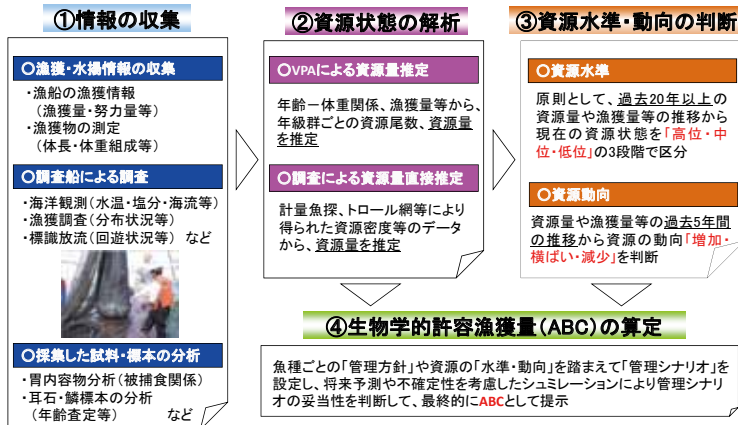 ①情報の収集
○漁獲・水揚情報の収集
・漁船の漁獲情報
（漁獲量・努力量等）
・漁獲物の測定
（体長・体重組成等）
○調査船による調査
・海洋観測（水温・塩分・海流等）
・漁獲調査（分布状況等）
・標識放流（回遊状況等）　など
○採集した試料・標本の分析
・胃内容物分析（被捕食関係）
・耳石・鱗標本の分析
（年齢査定等）　など
②資源状態の解析
○VPAによる資源量推定
年齢－体重関係、漁獲量等から、
年級群ごとの資源尾数、資源量
を推定
○調査による資源量直接推定
計量魚探、トロール網等により
得られた資源密度等のデータ
から、資源量を推定
③資源水準・動向の判断
○資源水準
原則として、過去20年以上の
資源量や漁獲量等の推移から
現在の資源状態を「高位・中
位・低位」の3段階で区分
○資源動向
資源量や漁獲量等の過去5年間
の推移から資源の動向「増加・
横ばい・減少」を判断
④生物学的許容漁獲量（ABC）の算定
魚種ごとの「管理方針」や資源の「水準・動向」を踏まえて「管理シナリオ」を
設定し、将来予測や不確定性を考慮したシュミレーションにより管理シナリ
オの妥当性を判断して、最終的にABCとして提示